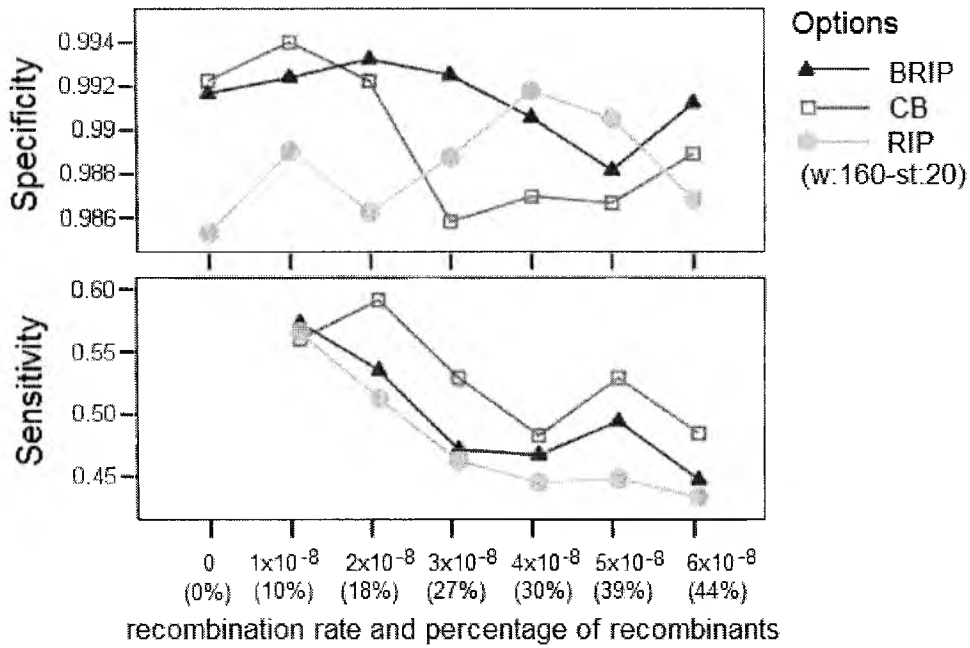 Options
BRIP
CB
RIP
(w:160-st:20)
Specificity
0.994
0.992
0.99
0.988
0.986
Sensitivity
0.60
0.55
0.50
0.45
0 1x10⁻⁸ 2x10⁻⁸ 3x10⁻⁸ 4x10⁻⁸ 5x10⁻⁸ 6x10⁻⁸
(0%) (10%) (18%) (27%) (30%) (39%) (44%)
recombination rate and percentage of recombinants